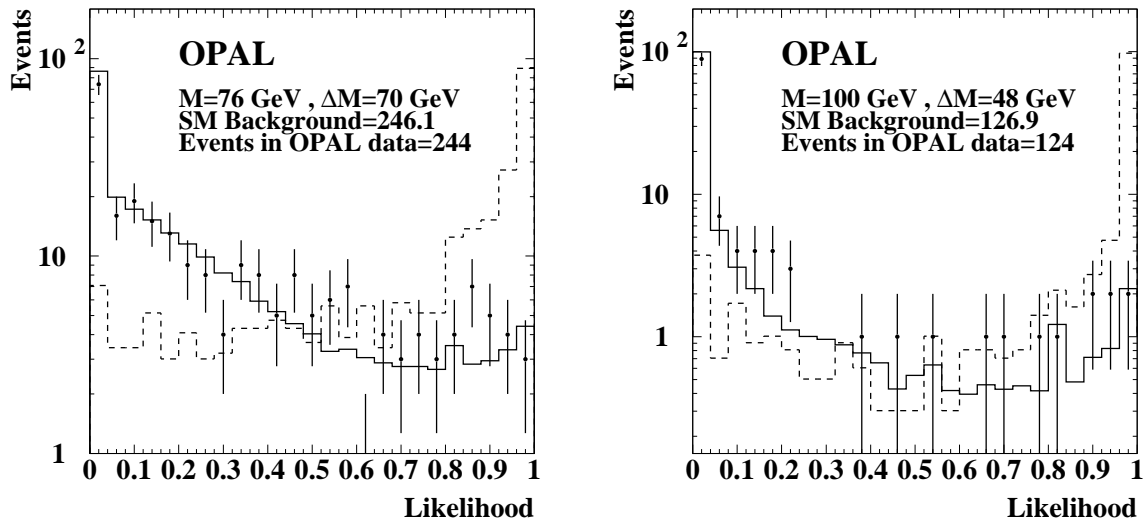 Events
10²
10
1
OPAL
M=76 GeV , ΔM=70 GeV
SM Background=246.1
Events in OPAL data=244
0 0.1 0.2 0.3 0.4 0.5 0.6 0.7 0.8 0.9 1
Likelihood
Events
10²
10
1
OPAL
M=100 GeV , ΔM=48 GeV
SM Background=126.9
Events in OPAL data=124
0 0.1 0.2 0.3 0.4 0.5 0.6 0.7 0.8 0.9 1
Likelihood